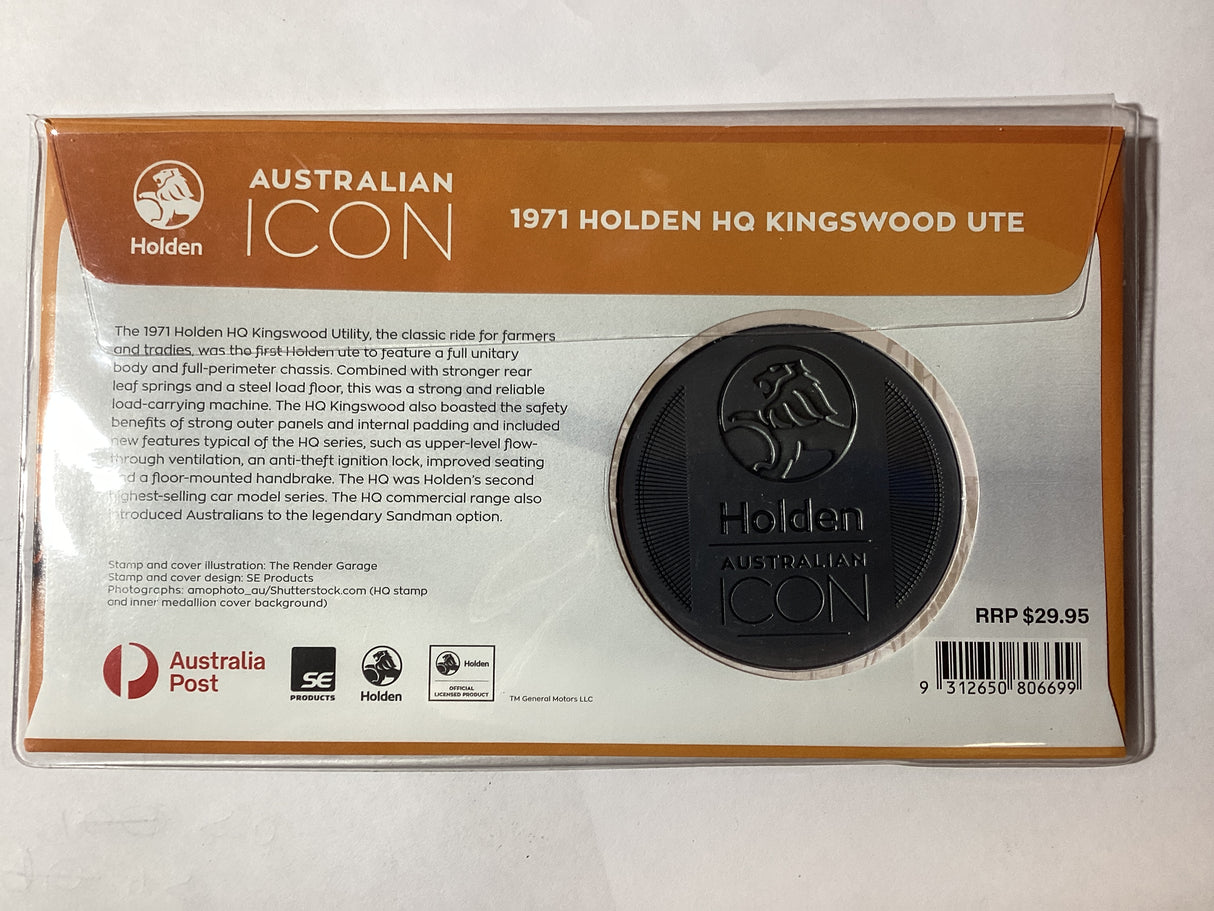 Holden
AUSTRALIAN
ICON
1971 HOLDEN HQ KINGSWOOD UTE
The 1971 Holden HQ Kingswood Utility, the classic ride for farmers
and tradies, was the first Holden ute to feature a full unitary
body and full-perimeter chassis. Combined with stronger rear
leaf springs and a steel load floor, this was a strong and reliable
load-carrying machine. The HQ Kingswood also boasted the safety
benefits of strong outer panels and internal padding and included
new features typical of the HQ series, such as upper-level flow-
through ventilation, an anti-theft ignition lock, improved seating
and a floor-mounted handbrake. The HQ was Holden's second
highest-selling car model series. The HQ commercial range also
introduced Australians to the legendary Sandman option.
Stamp and cover illustration: The Render Garage
Stamp and cover design: SE Products
Photographs: amophoto_au/Shutterstock.com (HQ stamp
and inner medallion cover background)
Australia
Post
SE
PRODUCTS
Holden
Holden
OFFICIAL
LICENSED PRODUCT
TM General Motors LLC
Holden
AUSTRALIAN
ICON
RRP $29.95
9 312650 806699